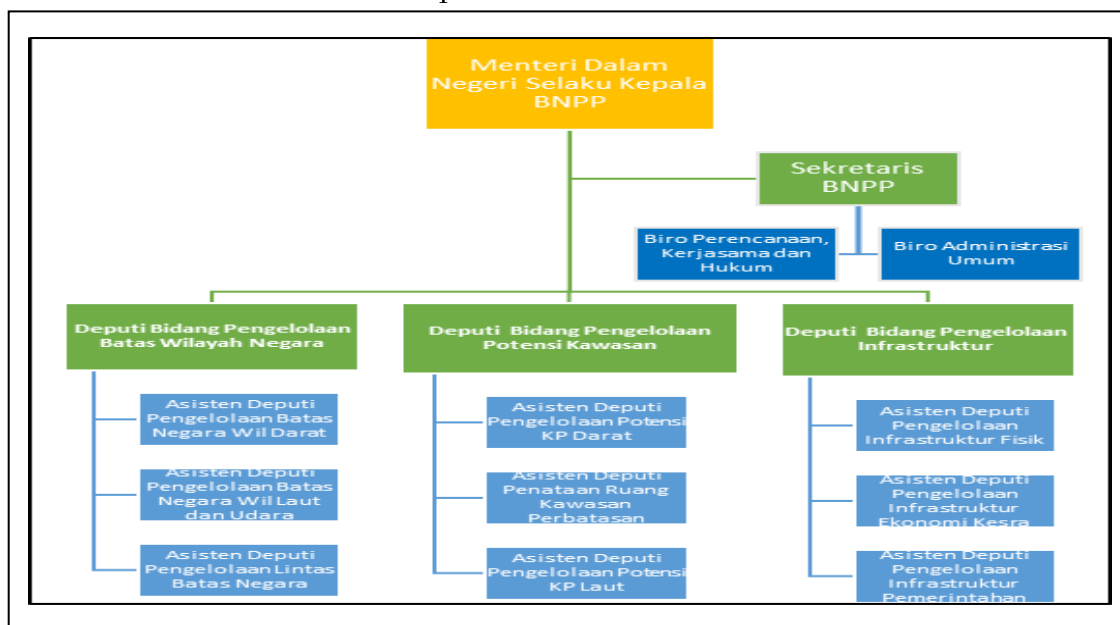 Menteri Dalam
Negeri Selaku Kepala
BNPP
Sekretaris
BNPP
Biro Perencanaan,
Kerjasama dan
Hukum
Biro Administrasi
Umum
Deputi Bidang Pengelolaan
Batas Wilayah Negara
Deputi Bidang Pengelolaan
Potensi Kawasan
Deputi Bidang Pengelolaan
Infrastruktur
Asisten Deputi
Pengelolaan Batas
Negara Wil Darat
Asisten Deputi
Pengelolaan Batas
Negara Wil Laut
dan Udara
Asisten Deputi
Pengelolaan Lintas
Batas Negara
Asisten Deputi
Pengelolaan Potensi
KP Darat
Asisten Deputi
Penataan Ruang
Kawasan
Perbatasan
Asisten Deputi
Pengelolaan Potensi
KP Laut
Asisten Deputi
Pengelolaan
Infrastruktur Fisik
Asisten Deputi
Pengelolaan
Infrastruktur
Ekonomi Kesra
Asisten Deputi
Pengelolaan
Infrastruktur
Pemerintahan